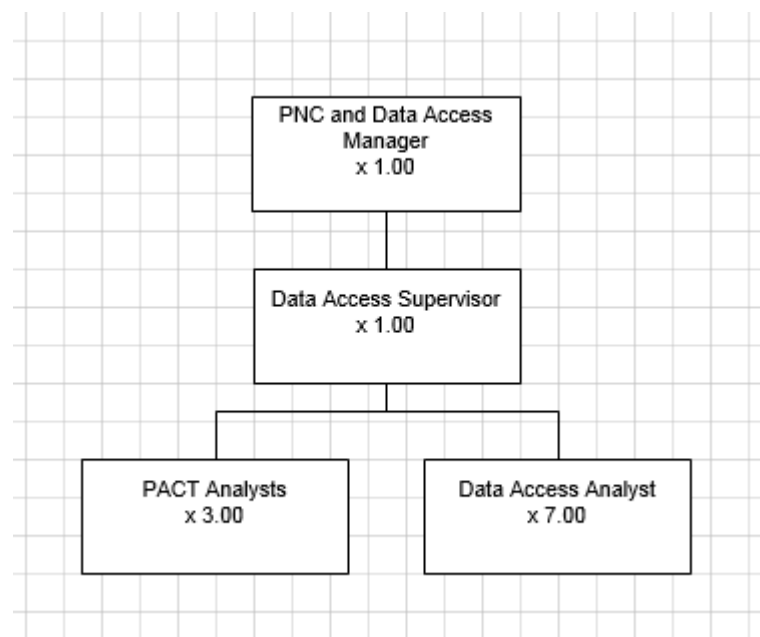 PNC and Data Access
Manager
x 1.00
Data Access Supervisor
x 1.00
PACT Analysts
x 3.00
Data Access Analyst
x 7.00